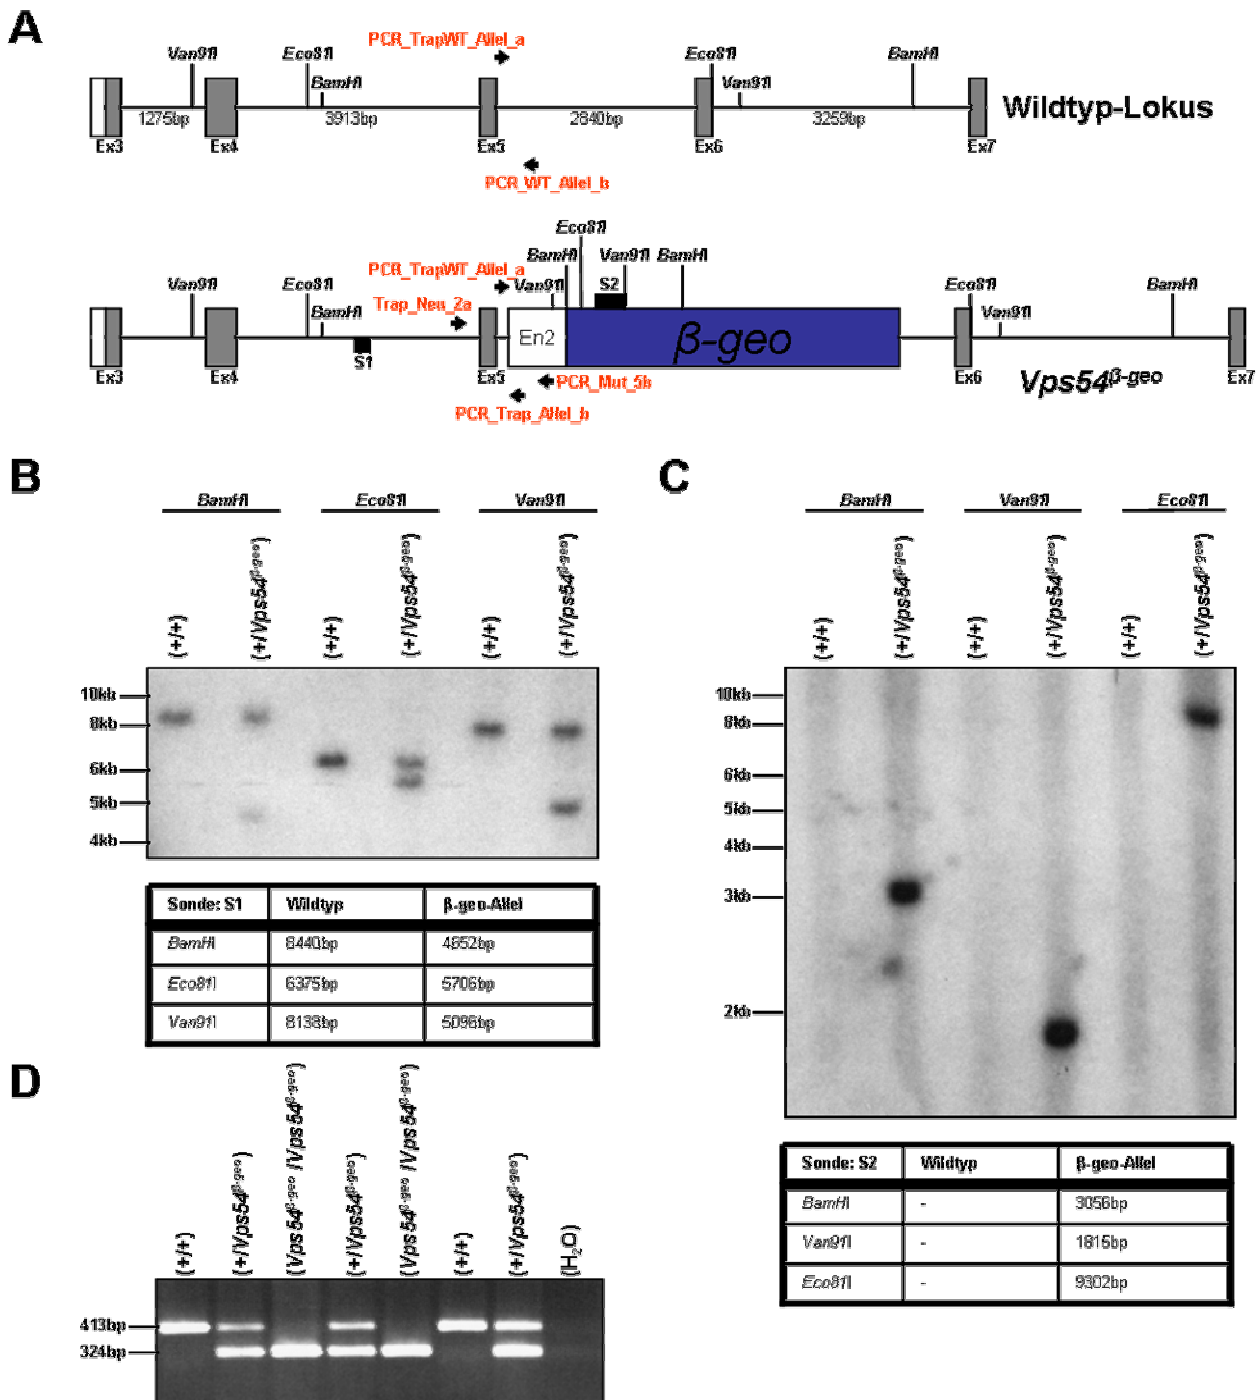 A
PCR_TrapWT_Allel_a
Van91I Eco81I BamHI Eco81I Van91I BamHI
1275bp 3913bp 2840bp 3259bp
Wildtyp-Lokus
Ex3 Ex4 Ex5 Ex6 Ex7
PCR_WT_Allel_b
Eco81I
BamHI Van91I BamHI
PCR_TrapWT_Allel_a
Van91I Eco81I BamHI Van91I S2 Eco81I Van91I BamHI
Trap_Neu_2a
En2 β-geo
S1
Ex3 Ex4 Ex5 Ex6 Ex7
PCR_Mut_5b
Vps54β-geo
PCR_Trap_Allel_b
B
BamHI Eco81I Van91I
(+/+) (+/Vps54β-geo) (+/+) (+/Vps54β-geo) (+/+) (+/Vps54β-geo)
10kb
8kb
6kb
5kb
4kb
Sonde: S1 Wildtyp β-geo-Allel
BamHI 8440bp 4652bp
Eco81I 6375bp 5706bp
Van91I 8138bp 5096bp
C
BamHI Van91I Eco81I
(+/+) (+/Vps54β-geo) (+/+) (+/Vps54β-geo) (+/+) (+/Vps54β-geo)
10kb
8kb
6kb
5kb
4kb
3kb
2kb
Sonde: S2 Wildtyp β-geo-Allel
BamHI - 3056bp
Van91I - 1815bp
Eco81I - 9302bp
D
(+/+) (+/Vps54β-geo) (Vps54β-geo/Vps54β-geo) (+/Vps54β-geo) (Vps54β-geo/Vps54β-geo) (+/+) (+/Vps54β-geo) (H2O)
413bp
324bp